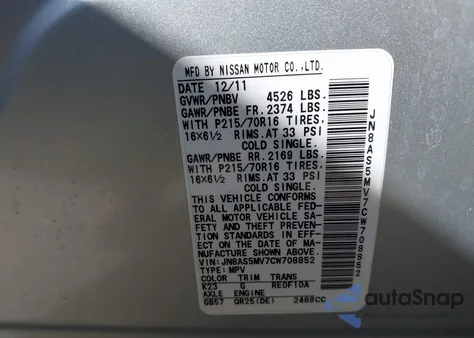 MFD BY NISSAN MOTOR CO.,LTD.
DATE 12/11
GVWR/PNBV 4526 LBS.
GAWR/PNBE FR. 2374 LBS.
WITH P215/70R16 TIRES,
16X6½ RIMS. AT 33 PSI
COLD SINGLE.
GAWR/PNBE RR. 2169 LBS.
WITH P215/70R16 TIRES,
16X6½ RIMS. AT 33 PSI
COLD SINGLE.
THIS VEHICLE CONFORMS
TO ALL APPLICABLE FED-
ERAL MOTOR VEHICLE SA-
FETY AND THEFT PREVEN-
TION STANDARDS IN EFF-
ECT ON THE DATE OF MA-
NUFACTURE SHOWN ABOVE.
VIN: JN8AS5MV7CW708852
TYPE: MPV
COLOR TRIM TRANS
K23 G RE0F10A
AXLE ENGINE
GB57 QR25(DE) 2488CC
JN8AS5MV7CW708852
autoSnap